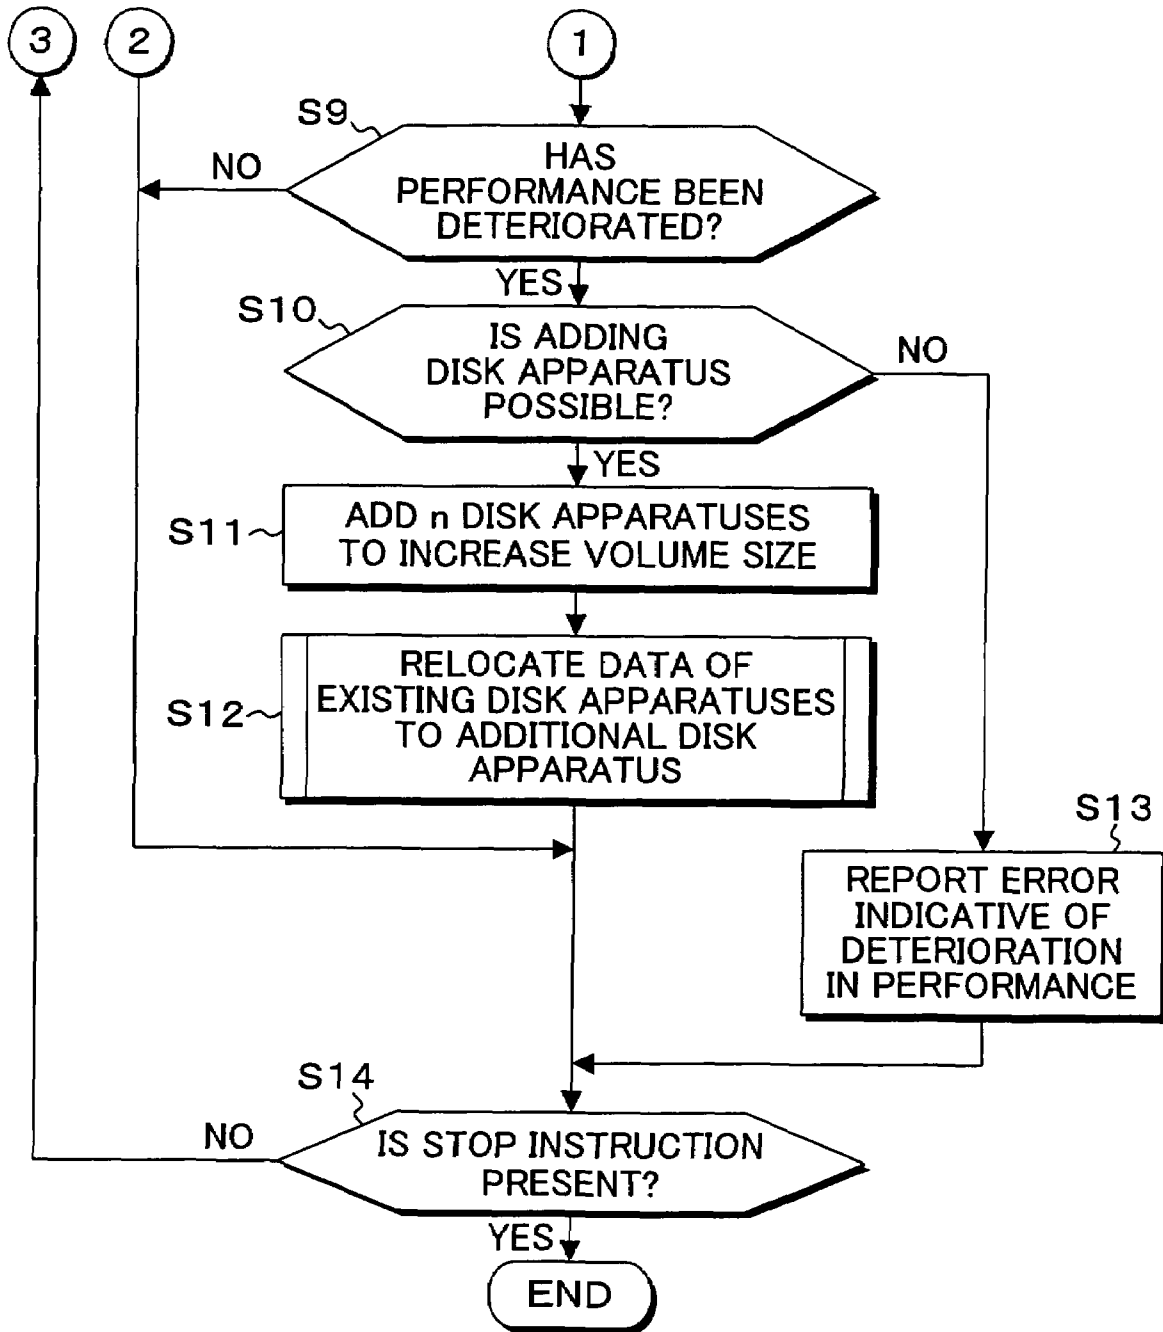 3
2
1
S9
HAS
PERFORMANCE BEEN
DETERIORATED?
NO
YES
S10
IS ADDING
DISK APPARATUS
POSSIBLE?
NO
YES
S11
ADD n DISK APPARATUSES
TO INCREASE VOLUME SIZE
S12
RELOCATE DATA OF
EXISTING DISK APPARATUSES
TO ADDITIONAL DISK
APPARATUS
S13
REPORT ERROR
INDICATIVE OF
DETERIORATION
IN PERFORMANCE
S14
IS STOP INSTRUCTION
PRESENT?
NO
YES
END